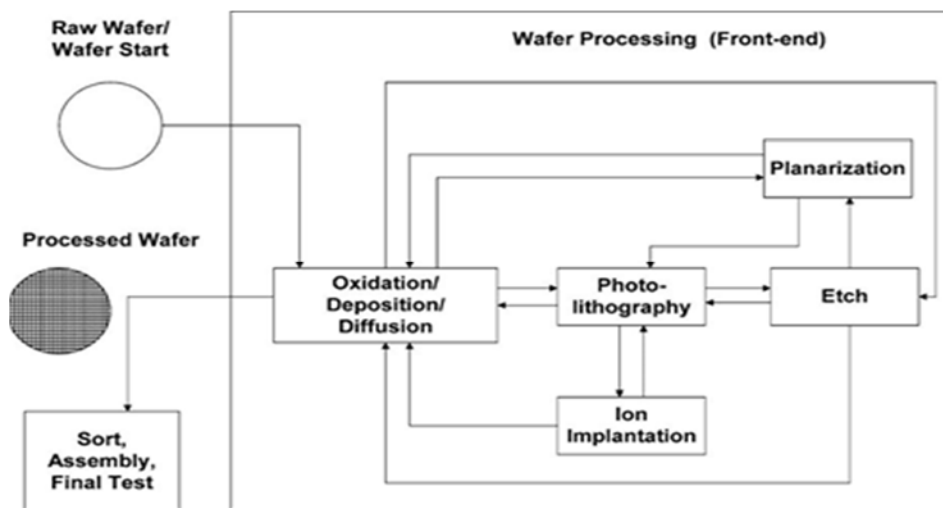 Raw Wafer/
Wafer Start
Wafer Processing (Front-end)
Planarization
Processed Wafer
Oxidation/
Deposition/
Diffusion
Photo-
lithography
Etch
Ion
Implantation
Sort,
Assembly,
Final Test